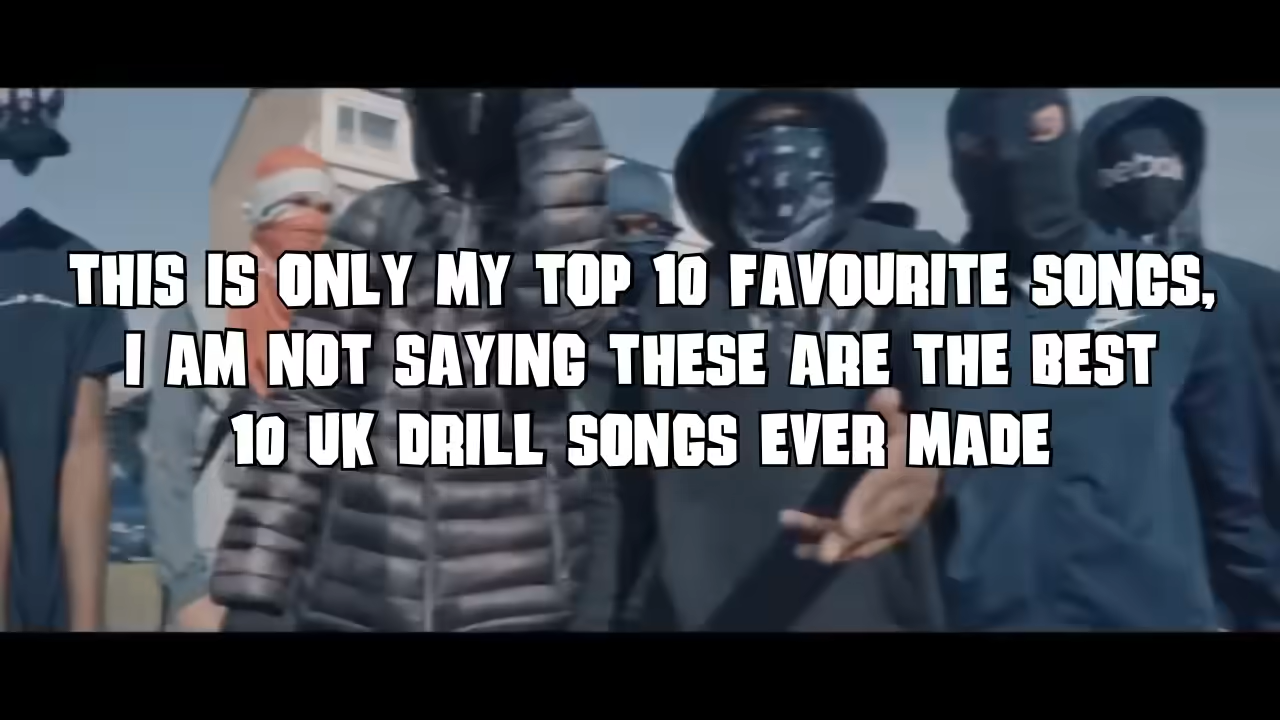 THIS IS ONLY MY TOP 10 FAVOURITE SONGS,
I AM NOT SAYING THESE ARE THE BEST
10 UK DRILL SONGS EVER MADE